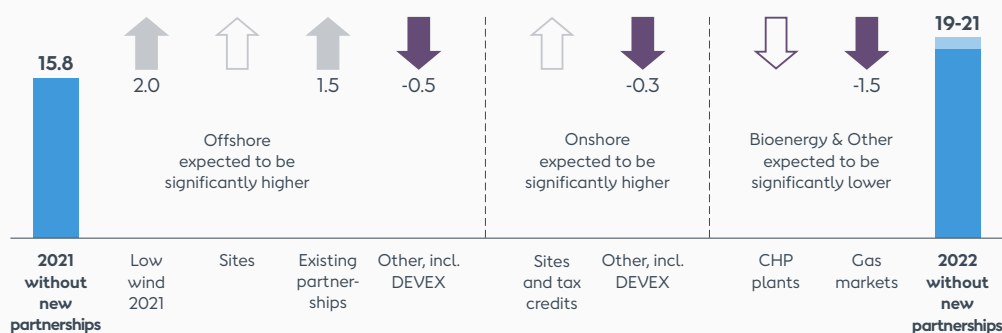 15.8
2.0
1.5
-0.5
-0.3
-1.5
19-21
Offshore
expected to be
significantly higher
Onshore
expected to be
significantly higher
Bioenergy & Other
expected to be
significantly lower
2021
without
new
partnerships
Low
wind
2021
Sites
Existing
partner-
ships
Other, incl.
DEVEX
Sites
and tax
credits
Other, incl.
DEVEX
CHP
plants
Gas
markets
2022
without
new
partnerships